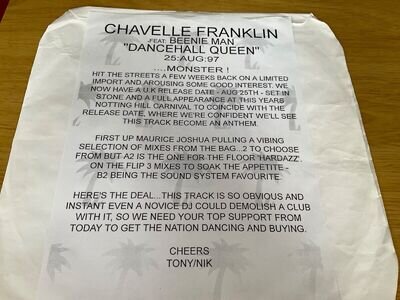 CHAVELLE FRANKLIN
.FEAT: BEENIE MAN
"DANCEHALL QUEEN"
25:AUG:97
....MONSTER !
HIT THE STREETS A FEW WEEKS BACK ON A LIMITED
IMPORT AND AROUSING SOME GOOD INTEREST. WE
NOW HAVE A U.K RELEASE DATE - AUG 25TH - SET IN
STONE AND A FULL APPEARANCE AT THIS YEARS
NOTTING HILL CARNIVAL TO COINCIDE WITH THE
RELEASE DATE, WHERE WE'RE CONFIDENT WE'LL SEE
THIS TRACK BECOME AN ANTHEM.
FIRST UP MAURICE JOSHUA PULLING A VIBING
SELECTION OF MIXES FROM THE BAG...2 TO CHOOSE
FROM BUT A2 IS THE ONE FOR THE FLOOR 'HARDAZZ'.
ON THE FLIP 3 MIXES TO SOAK THE APPETITE -
B2 BEING THE SOUND SYSTEM FAVOURITE.
HERE'S THE DEAL...THIS TRACK IS SO OBVIOUS AND
INSTANT EVEN A NOVICE DJ COULD DEMOLISH A CLUB
WITH IT, SO WE NEED YOUR TOP SUPPORT FROM
TODAY TO GET THE NATION DANCING AND BUYING.
CHEERS
TONY/NIK